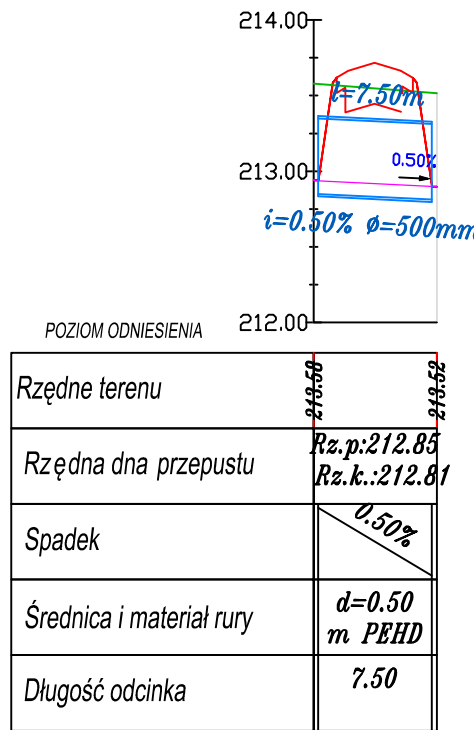 214.00
l=7.50m
0.50%
213.00
i=0.50% ø=500mm
212.00
POZIOM ODNIESIENIA
Rzędne terenu
213.58
213.52
Rzędna dna przepustu
Rz.p:212.85
Rz.k.:212.81
Spadek
0.50%
Średnica i materiał rury
d=0.50
m PEHD
Długość odcinka
7.50